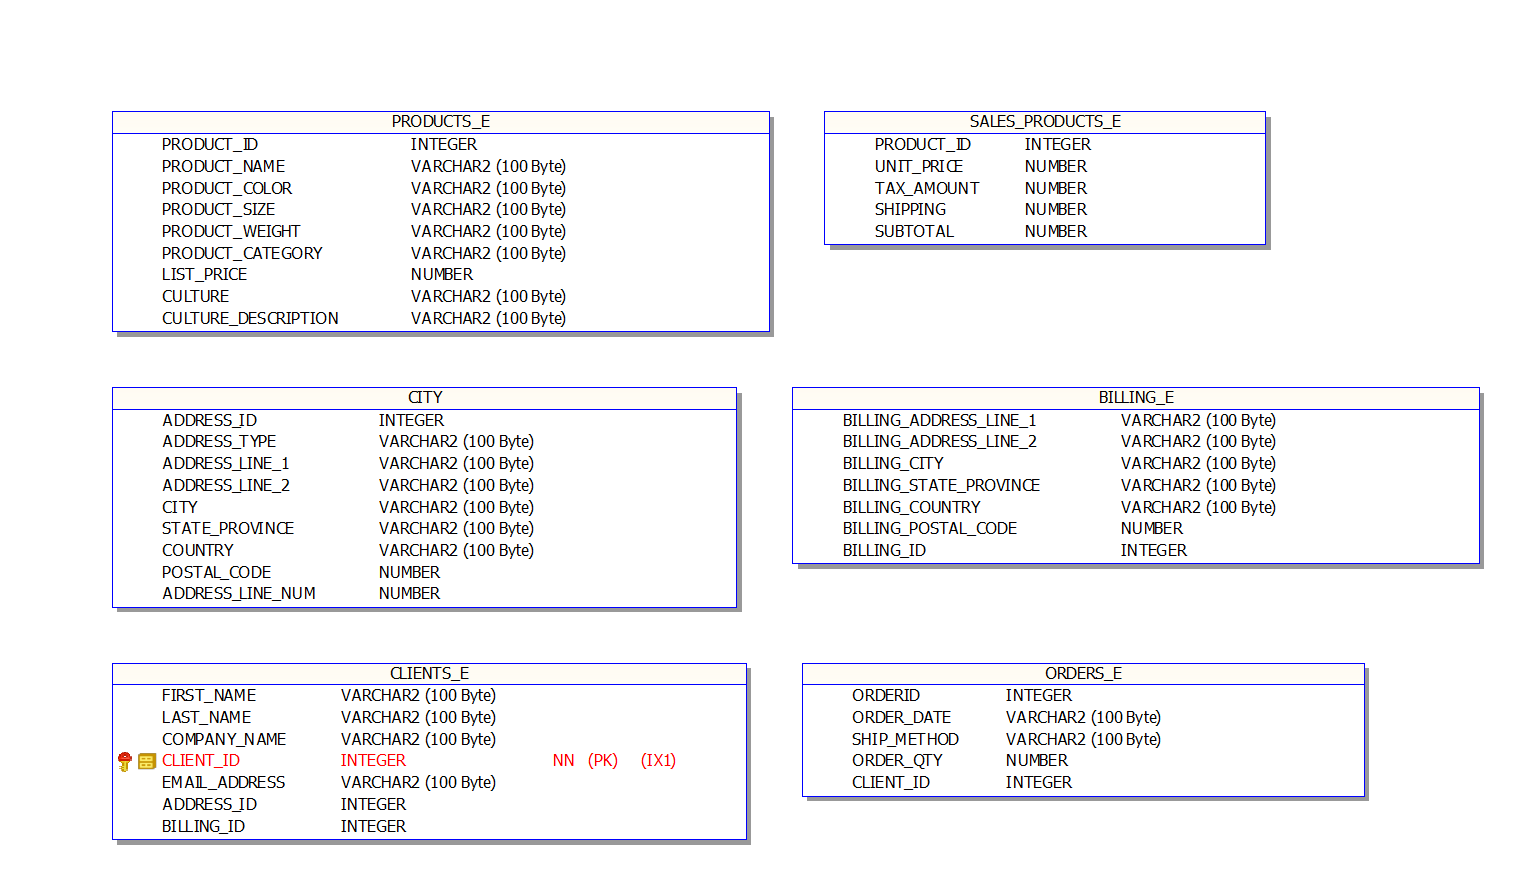 PRODUCTS_E
PRODUCT_ID INTEGER
PRODUCT_NAME VARCHAR2 (100 Byte)
PRODUCT_COLOR VARCHAR2 (100 Byte)
PRODUCT_SIZE VARCHAR2 (100 Byte)
PRODUCT_WEIGHT VARCHAR2 (100 Byte)
PRODUCT_CATEGORY VARCHAR2 (100 Byte)
LIST_PRICE NUMBER
CULTURE VARCHAR2 (100 Byte)
CULTURE_DESCRIPTION VARCHAR2 (100 Byte)
SALES_PRODUCTS_E
PRODUCT_ID INTEGER
UNIT_PRICE NUMBER
TAX_AMOUNT NUMBER
SHIPPING NUMBER
SUBTOTAL NUMBER
CITY
ADDRESS_ID INTEGER
ADDRESS_TYPE VARCHAR2 (100 Byte)
ADDRESS_LINE_1 VARCHAR2 (100 Byte)
ADDRESS_LINE_2 VARCHAR2 (100 Byte)
CITY VARCHAR2 (100 Byte)
STATE_PROVINCE VARCHAR2 (100 Byte)
COUNTRY VARCHAR2 (100 Byte)
POSTAL_CODE NUMBER
ADDRESS_LINE_NUM NUMBER
BILLING_E
BILLING_ADDRESS_LINE_1 VARCHAR2 (100 Byte)
BILLING_ADDRESS_LINE_2 VARCHAR2 (100 Byte)
BILLING_CITY VARCHAR2 (100 Byte)
BILLING_STATE_PROVINCE VARCHAR2 (100 Byte)
BILLING_COUNTRY VARCHAR2 (100 Byte)
BILLING_POSTAL_CODE NUMBER
BILLING_ID INTEGER
CLIENTS_E
FIRST_NAME VARCHAR2 (100 Byte)
LAST_NAME VARCHAR2 (100 Byte)
COMPANY_NAME VARCHAR2 (100 Byte)
CLIENT_ID INTEGER NN (PK) (IX1)
EMAIL_ADDRESS VARCHAR2 (100 Byte)
ADDRESS_ID INTEGER
BILLING_ID INTEGER
ORDERS_E
ORDERID INTEGER
ORDER_DATE VARCHAR2 (100 Byte)
SHIP_METHOD VARCHAR2 (100 Byte)
ORDER_QTY NUMBER
CLIENT_ID INTEGER